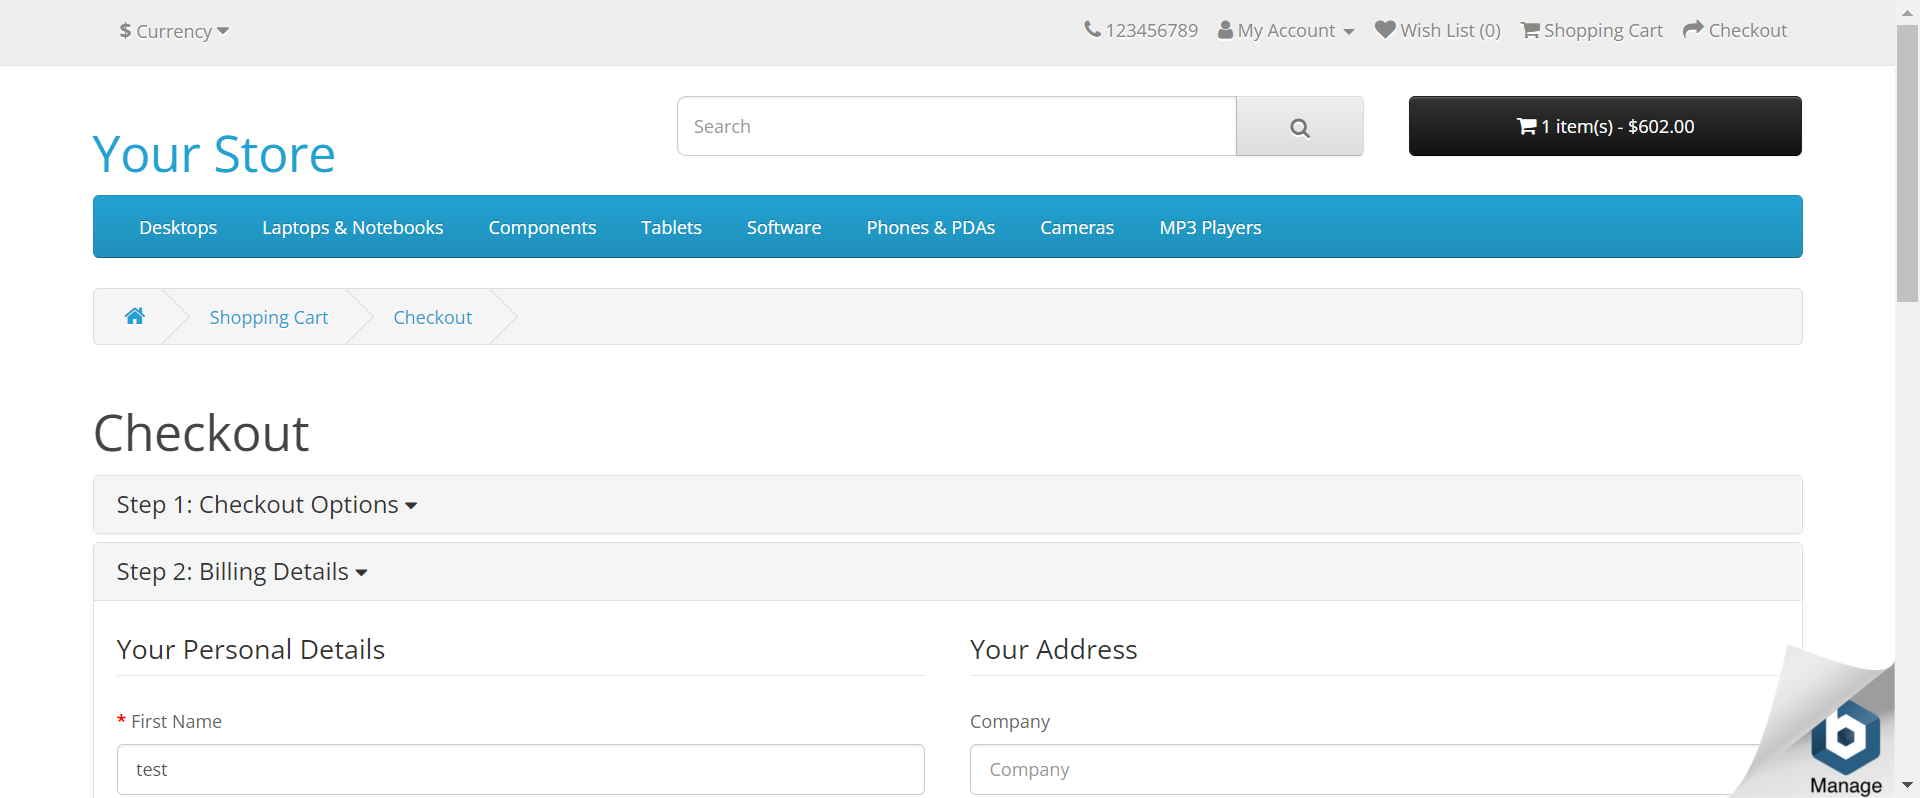 $ Currency
123456789 My Account Wish List (0) Shopping Cart Checkout
Your Store
Search
1 item(s) - $602.00
Desktops Laptops & Notebooks Components Tablets Software Phones & PDAs Cameras MP3 Players
Shopping Cart Checkout
Checkout
Step 1: Checkout Options
Step 2: Billing Details
Your Personal Details
* First Name
test
Your Address
Company
Company
b
Manage